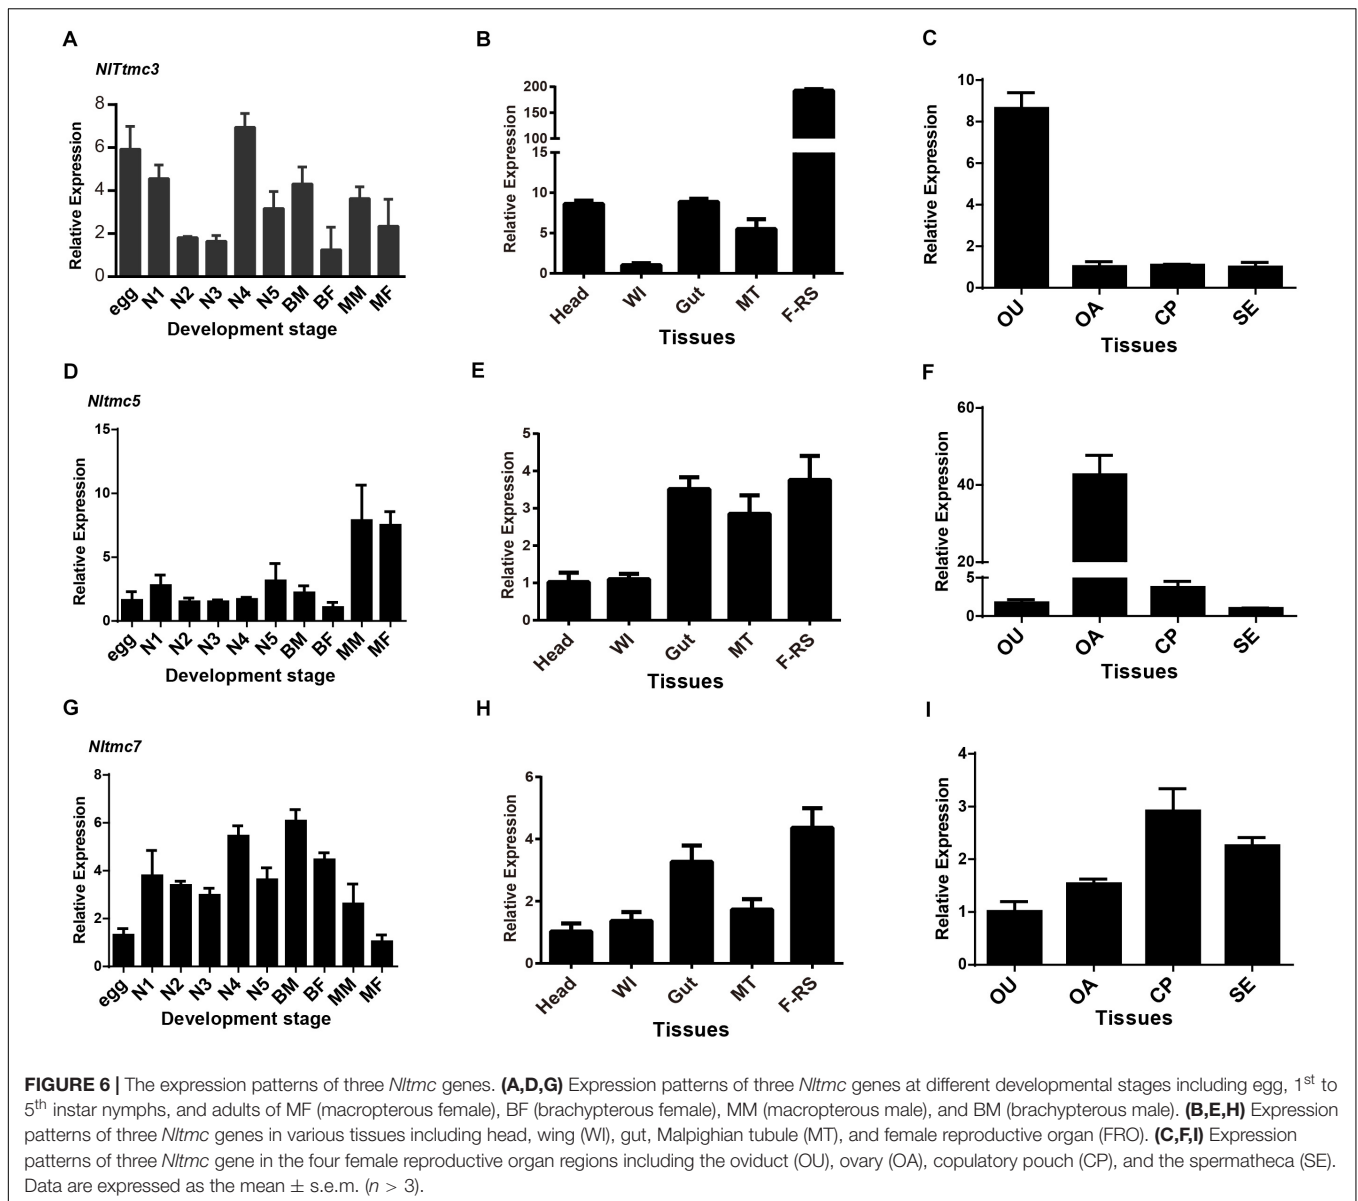 A
NlTtmc3
8
6
4
2
0
Relative Expression
egg N1 N2 N3 N4 N5 BM BF MM MF
Development stage
B
200
150
100
15
10
5
0
Relative Expression
Head WI Gut MT F-RS
Tissues
C
10
8
6
4
2
0
Relative Expression
OU OA CP SE
Tissues
D
Nltmc5
15
10
5
0
Relative Expression
egg N1 N2 N3 N4 N5 BM BF MM MF
Development stage
E
5
4
3
2
1
0
Relative Expression
Head WI Gut MT F-RS
Tissues
F
60
40
20
5
0
Relative Expression
OU OA CP SE
Tissues
G
Nltmc7
8
6
4
2
0
Relative Expression
egg N1 N2 N3 N4 N5 BM BF MM MF
Development stage
H
6
4
2
0
Relative Expression
Head WI Gut MT F-RS
Tissues
I
4
3
2
1
0
Relative Expression
OU OA CP SE
Tissues
FIGURE 6 | The expression patterns of three Nltmc genes. (A,D,G) Expression patterns of three Nltmc genes at different developmental stages including egg, 1st to
5th instar nymphs, and adults of MF (macropterous female), BF (brachypterous female), MM (macropterous male), and BM (brachypterous male). (B,E,H) Expression
patterns of three Nltmc genes in various tissues including head, wing (WI), gut, Malpighian tubule (MT), and female reproductive organ (FRO). (C,F,I) Expression
patterns of three Nltmc gene in the four female reproductive organ regions including the oviduct (OU), ovary (OA), copulatory pouch (CP), and the spermatheca (SE).
Data are expressed as the mean ± s.e.m. (n > 3).